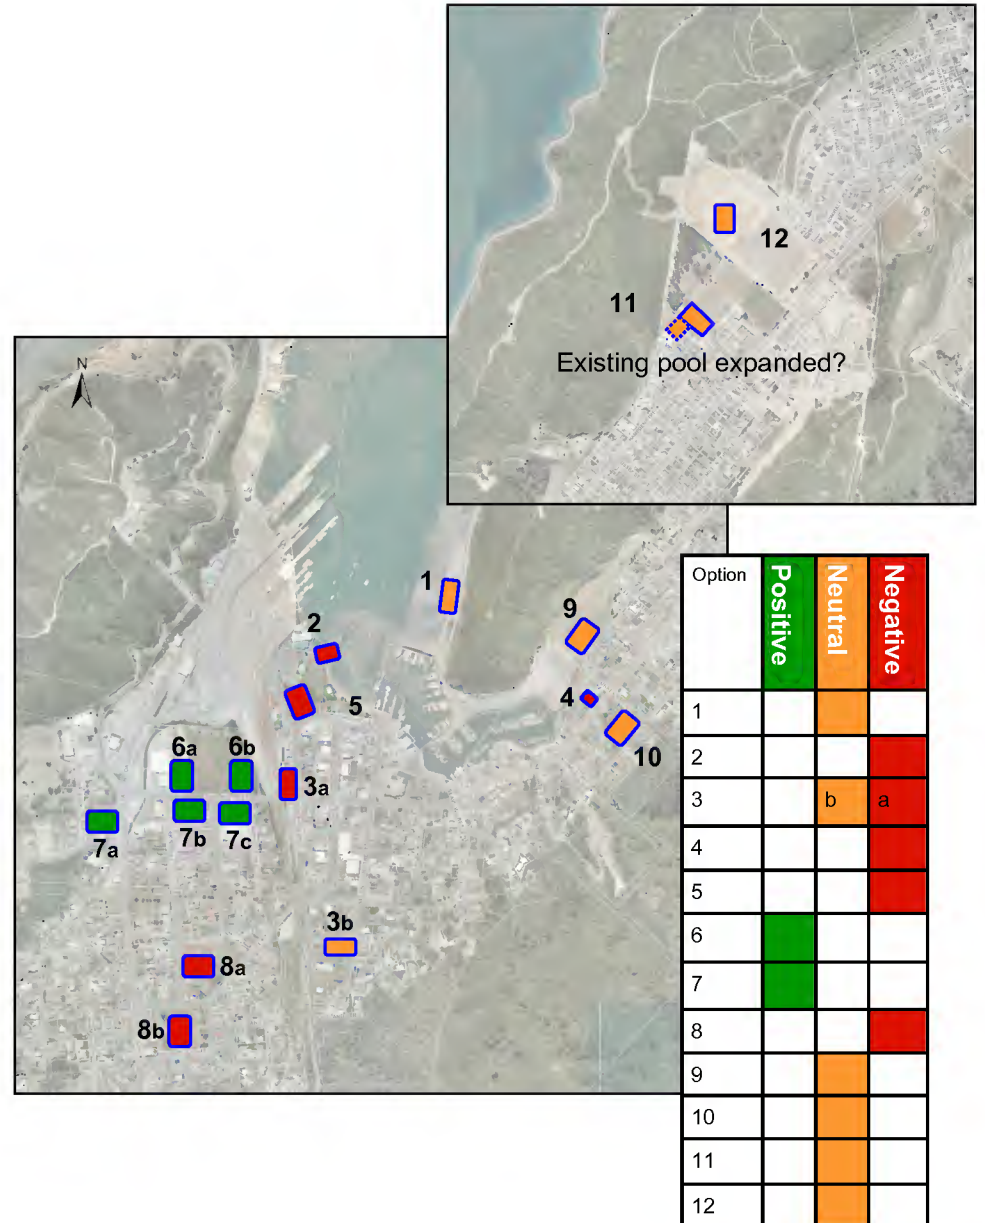 12
11
Existing pool expanded?
N
1
9
2
4
5
10
6a 6b
3a
7a 7b 7c
3b
8a
8b
Option Positive Neutral Negative
1
2
3 b a
4
5
6
7
8
9
10
11
12